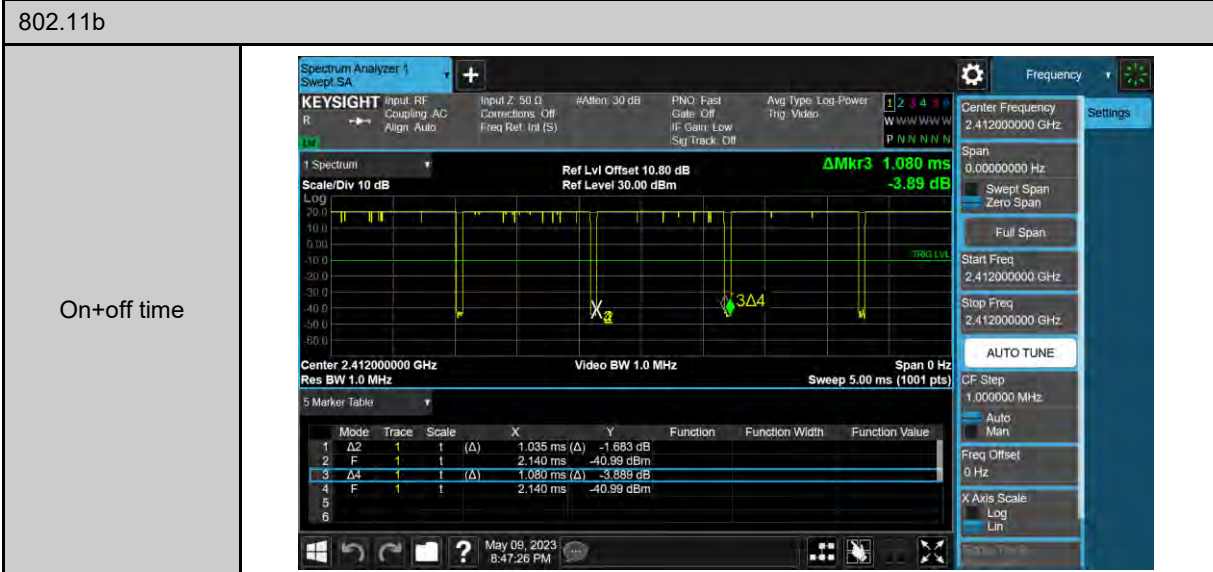 802.11b
On+off time
Spectrum Analyzer 1
Swept SA
+
Frequency
KEYSIGHT Input: RF Input Z: 50 Ω #Atten: 30 dB PNO: Fast Avg Type: Log-Power 1 2 3 4 5 6
R Coupling: AC Corrections: Off Gate: Off Trig: Video W W W W W W
Align: Auto Freq Ref: Int (S) IF Gain: Low P N N N N N
Sig Track: Off
Center Frequency
2.412000000 GHz
Settings
Span
0.00000000 Hz
Swept Span
Zero Span
Full Span
Start Freq
2.412000000 GHz
Stop Freq
2.412000000 GHz
AUTO TUNE
CF Step
1.000000 MHz
Auto
Man
Freq Offset
0 Hz
X Axis Scale
Log
Lin
1 Spectrum
Ref Lvl Offset 10.80 dB
ΔMkr3 1.080 ms
Scale/Div 10 dB
Ref Level 30.00 dBm
-3.89 dB
Log
20.0
10.0
0.00
TRIG LVL
-10.0
-20.0
-30.0
3Δ4
-40.0
-50.0
-60.0
Center 2.412000000 GHz Video BW 1.0 MHz Span 0 Hz
Res BW 1.0 MHz Sweep 5.00 ms (1001 pts)
5 Marker Table
Mode Trace Scale X Y Function Function Width Function Value
1 Δ2 1 t (Δ) 1.035 ms (Δ) -1.683 dB
2 F 1 t 2.140 ms -40.99 dBm
3 Δ4 1 t (Δ) 1.080 ms (Δ) -3.889 dB
4 F 1 t 2.140 ms -40.99 dBm
5
6
? May 09, 2023
8:47:26 PM